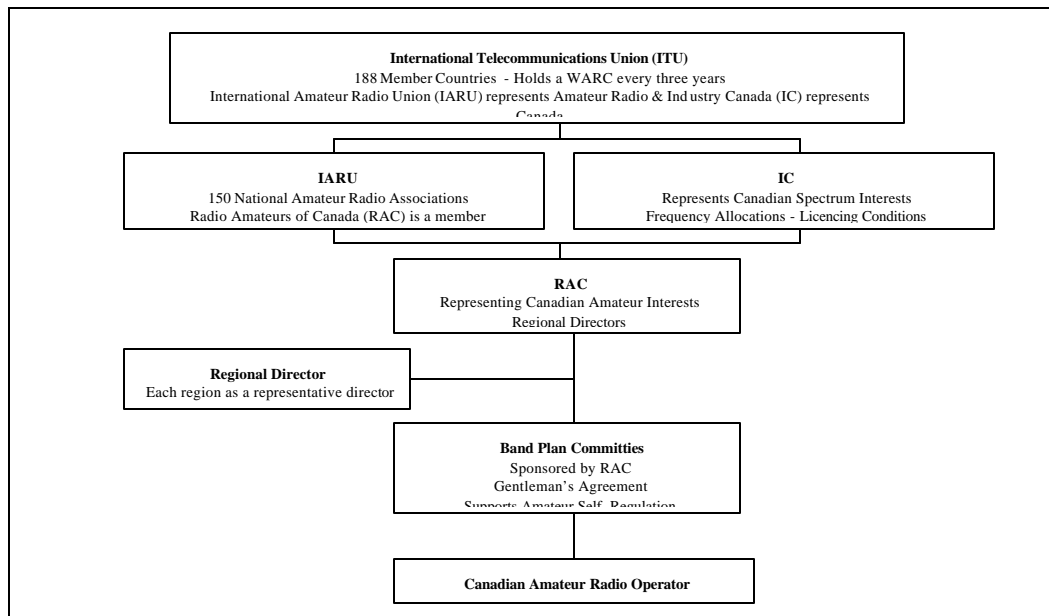 International Telecommunications Union (ITU)
188 Member Countries - Holds a WARC every three years
International Amateur Radio Union (IARU) represents Amateur Radio & Industry Canada (IC) represents
Canada
IARU
150 National Amateur Radio Associations
Radio Amateurs of Canada (RAC) is a member
IC
Represents Canadian Spectrum Interests
Frequency Allocations - Licencing Conditions
RAC
Representing Canadian Amateur Interests
Regional Directors
Regional Director
Each region as a representative director
Band Plan Committies
Sponsored by RAC
Gentleman's Agreement
Supports Amateur Self Regulation
Canadian Amateur Radio Operator